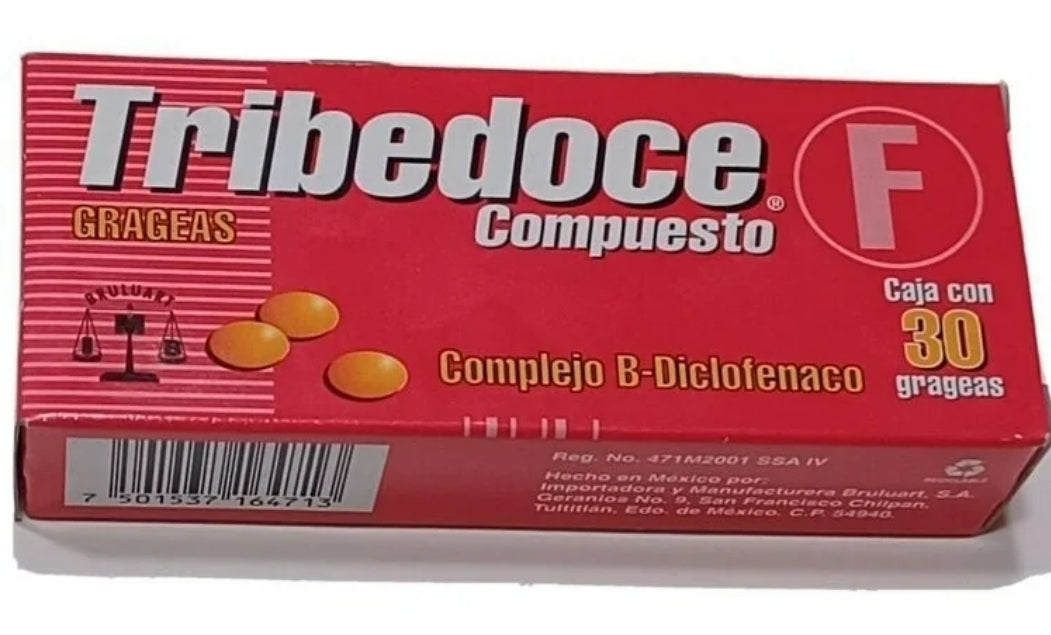 Tribedoce®
Compuesto
F
GRAGEAS
BRULUART
I M B
Caja con
30
grageas
Complejo B-Diclofenaco
7 501537 164713
Reg. No. 471M2001 SSA IV
Hecho en México por:
Importadora y Manufacturera Bruluart, S.A.
Geranios No. 9, San Francisco Chilpan,
Tultitlán, Edo. de México. C.P. 54940.
RECICLABLE